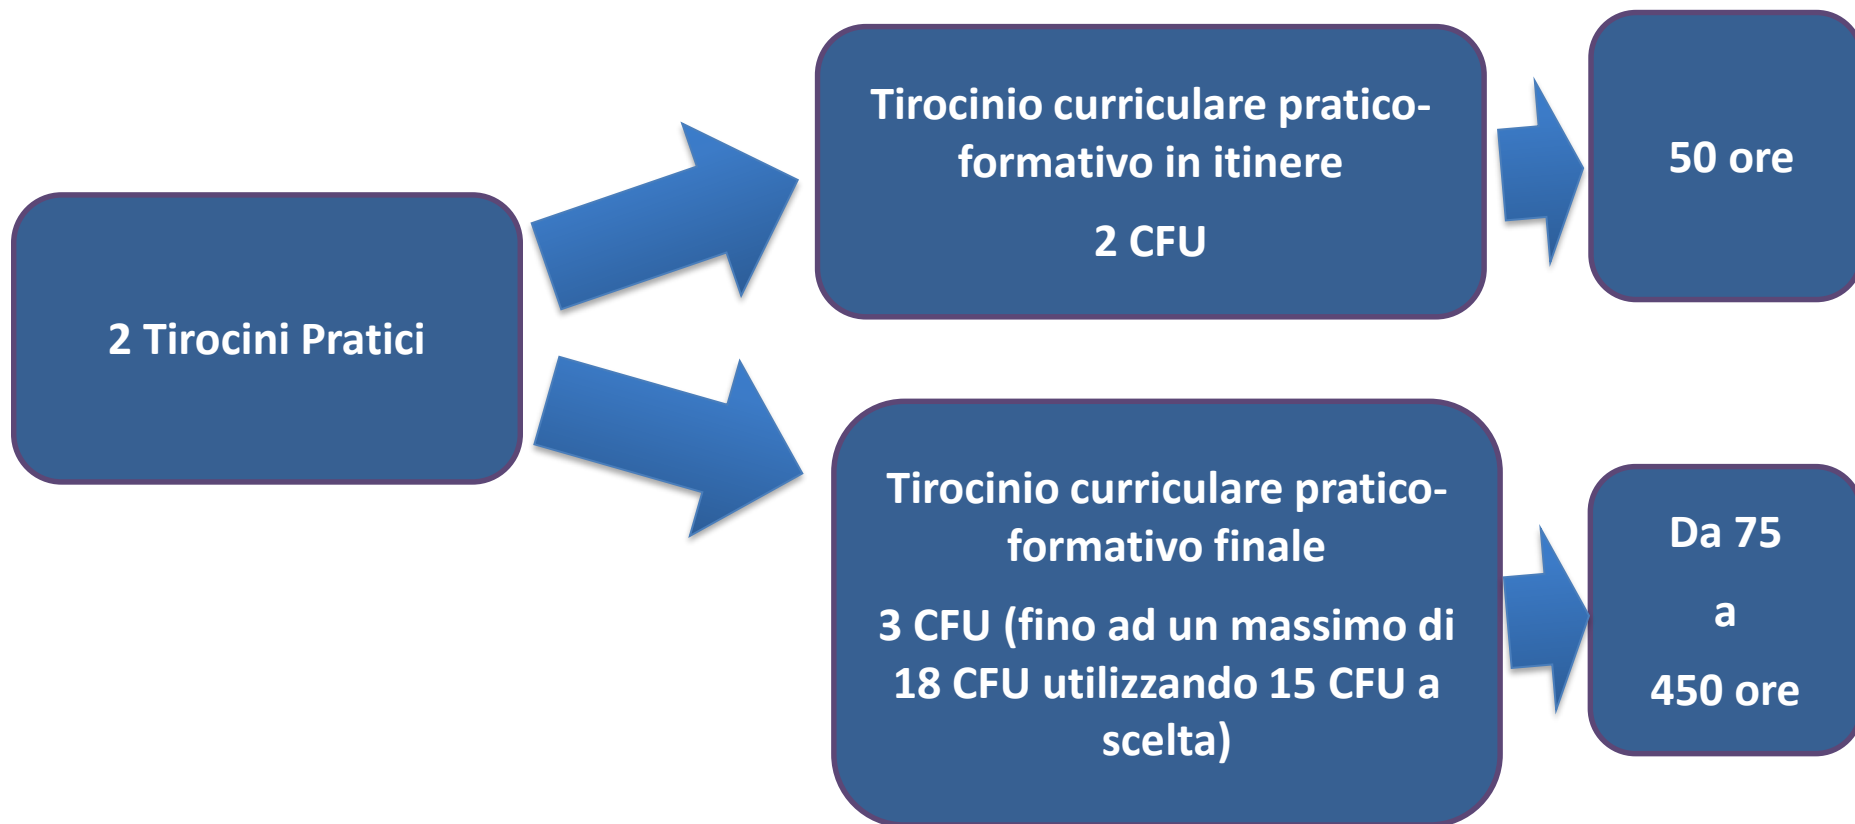 2 Tirocini Pratici
Tirocinio curriculare pratico-
formativo in itinere
2 CFU
50 ore
Tirocinio curriculare pratico-
formativo finale
3 CFU (fino ad un massimo di
18 CFU utilizzando 15 CFU a
scelta)
Da 75
a
450 ore